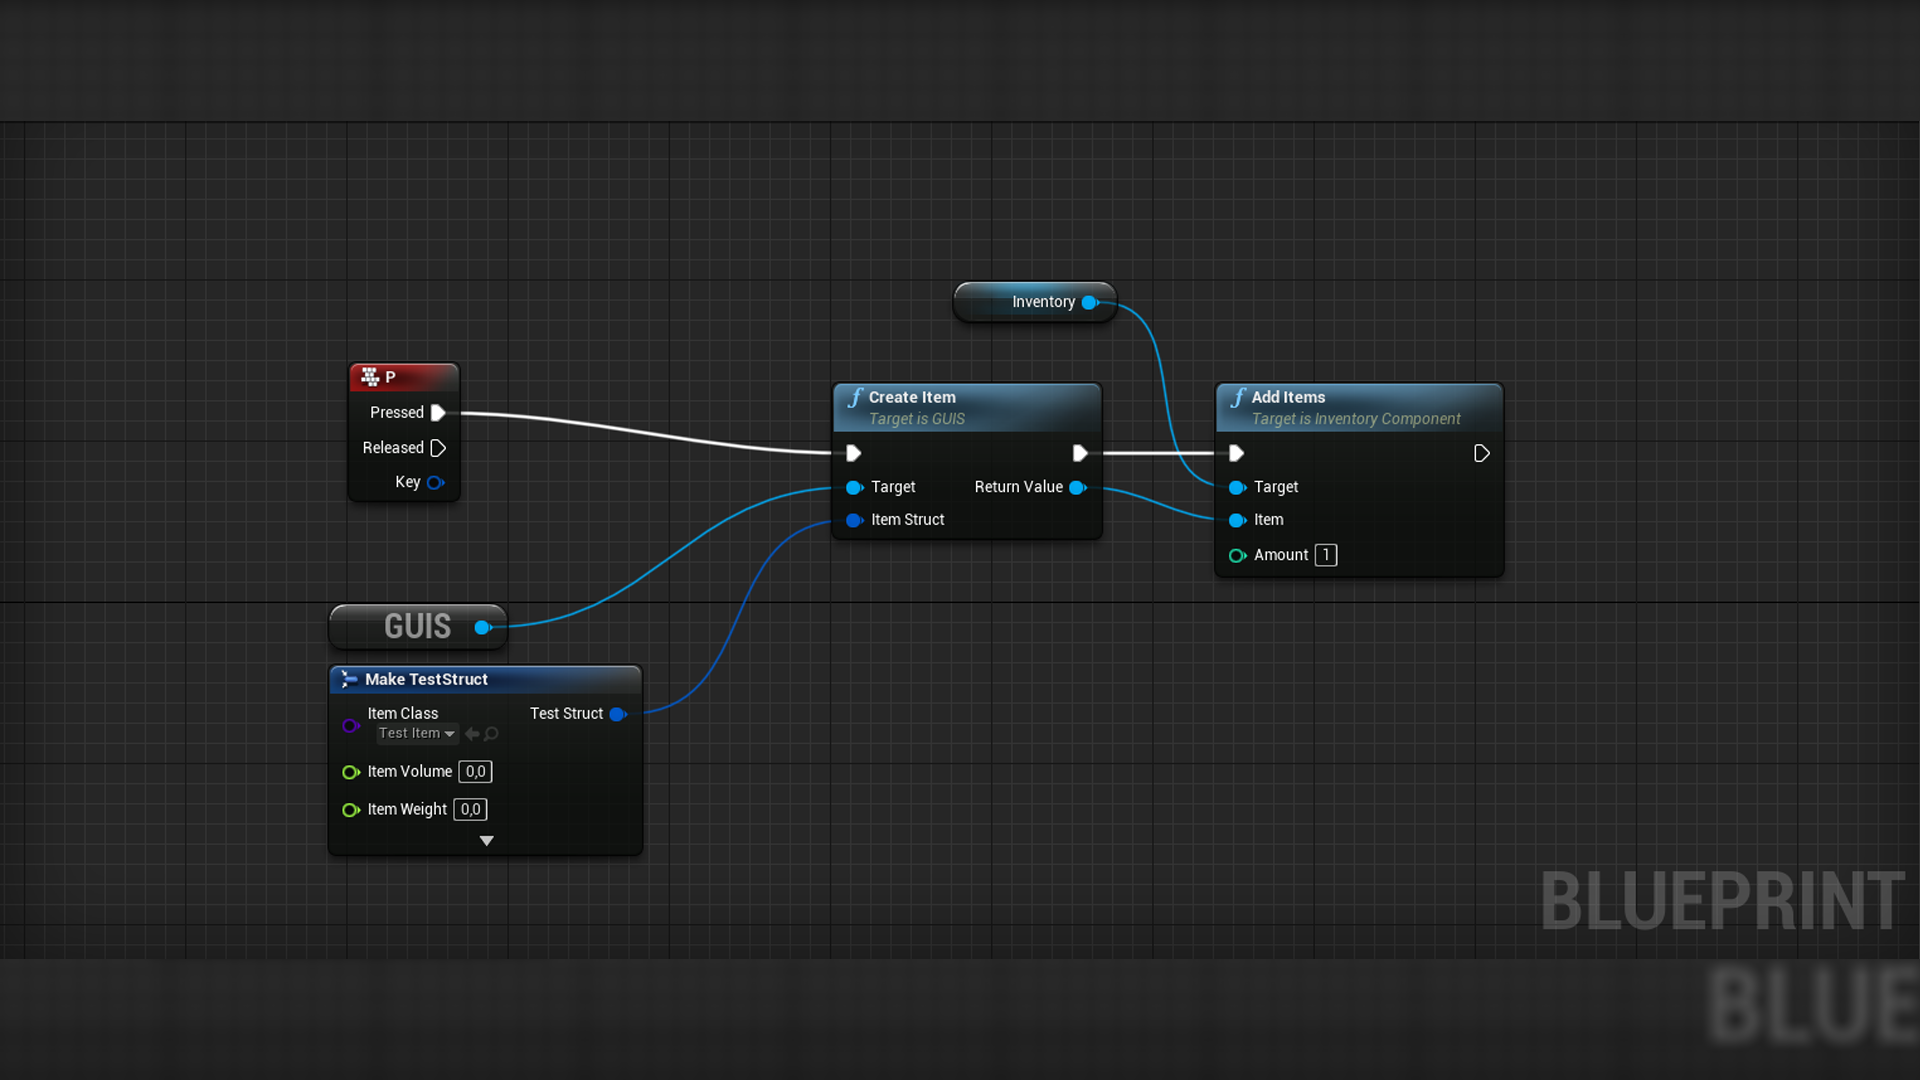 Inventory
P
Pressed
Released
Key
Create Item
Target is GUIS
Target
Return Value
Item Struct
Add Items
Target is Inventory Component
Target
Item
Amount 1
GUIS
Make TestStruct
Item Class
Test Item
Test Struct
Item Volume 0,0
Item Weight 0,0
BLUEPRINT
BLUE